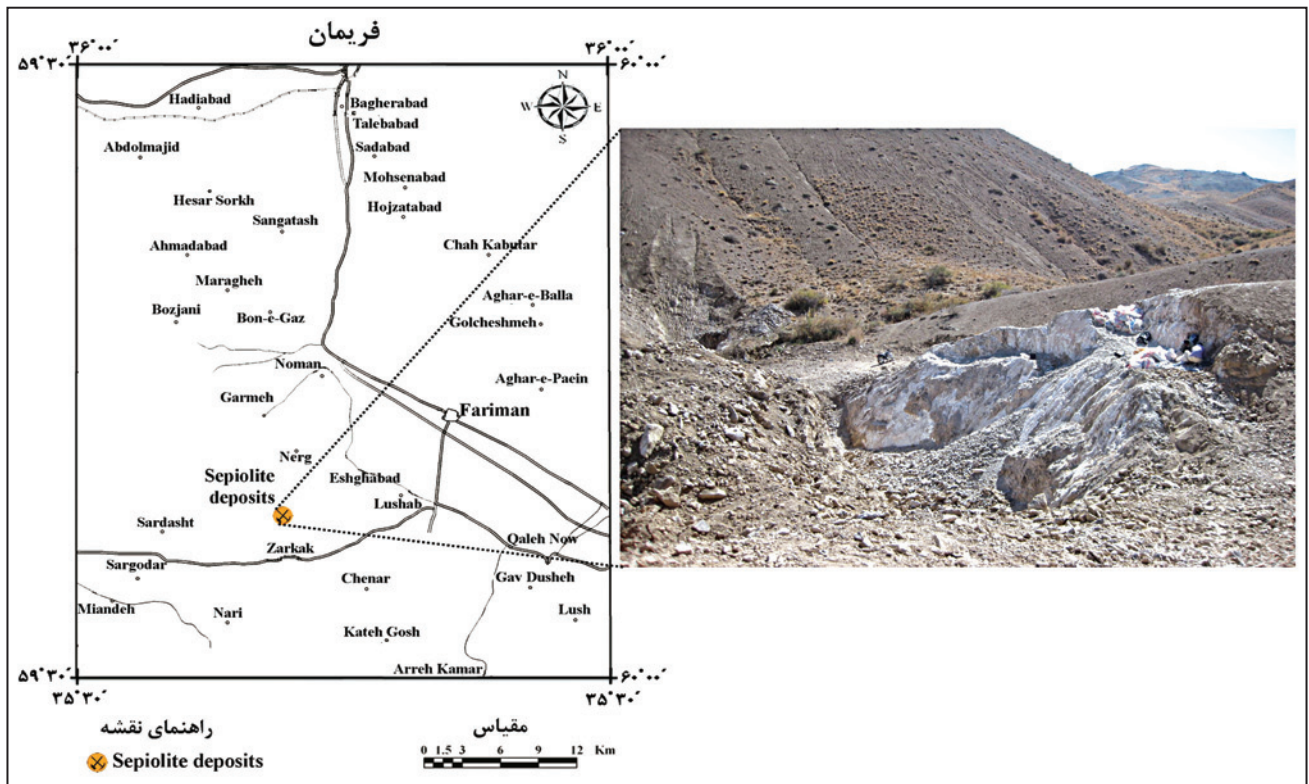 فریمان
۳۶°۰۰´
۳۶°۰۰´
۵۹°۳۰´
۶۰°۰۰´
N
W E
S
Hadiabad
Bagherabad
Talebabad
Abdolmajid
Sadabad
Mohsenabad
Hesar Sorkh
Hojzatabad
Sangatash
Ahmadabad
Chah Kabutar
Maragheh
Aghar-e-Balla
Bozjani
Bon-e-Gaz
Golcheshmeh
Noman
Aghar-e-Paein
Garmeh
Fariman
Nerg
Sepiolite
deposits
Eshghabad
Lushab
Sardasht
Qaleh Now
Zarkak
Sargodar
Chenar
Gav Dusheh
Miandeh
Nari
Lush
Kateh Gosh
Arreh Kamar
۵۹°۳۰´
۶۰°۰۰´
۳۵°۳۰´
۳۵°۳۰´
راهنمای نقشه
مقیاس
Sepiolite deposits
0 1.5 3 6 9 12 Km